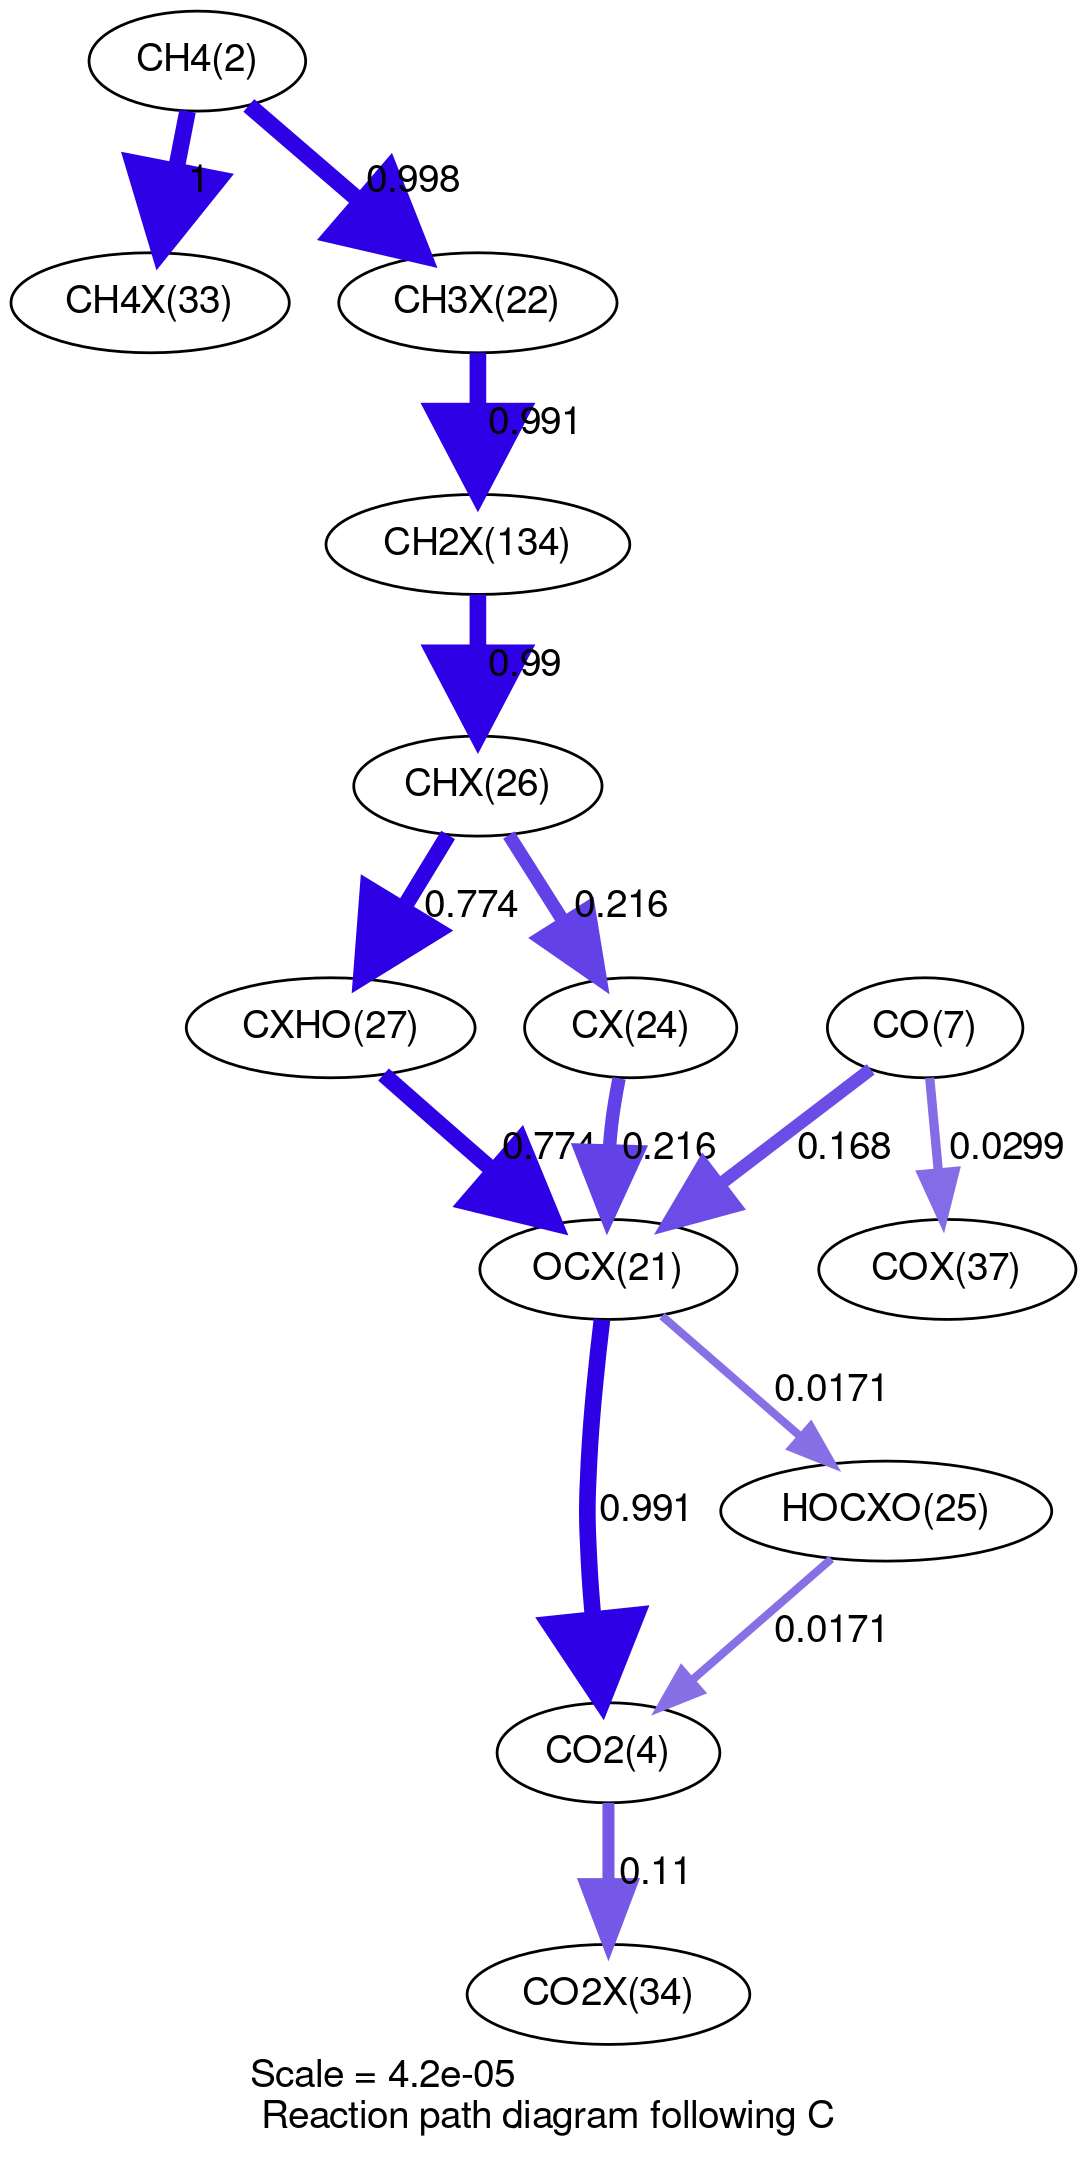 CH4(2)
1
0.998
CH4X(33)
CH3X(22)
0.991
CH2X(134)
0.99
CHX(26)
0.774
0.216
CXHO(27)
CX(24)
CO(7)
0.774
0.216
0.168
0.0299
OCX(21)
COX(37)
0.0171
0.991
HOCXO(25)
0.0171
CO2(4)
0.11
CO2X(34)
Scale = 4.2e-05
Reaction path diagram following C